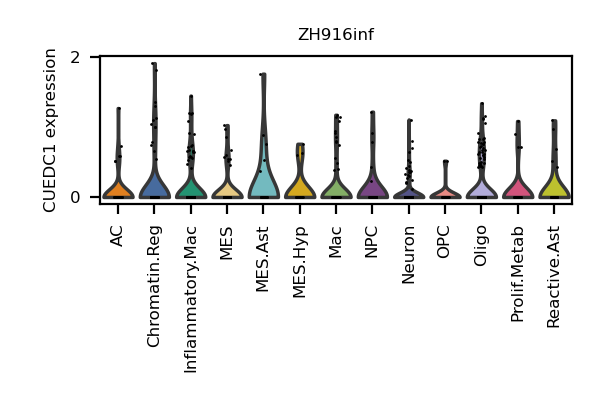 ZH916inf
CUEDC1 expression
2
0
AC
Chromatin.Reg
Inflammatory.Mac
MES
MES.Ast
MES.Hyp
Mac
NPC
Neuron
OPC
Oligo
Prolif.Metab
Reactive.Ast